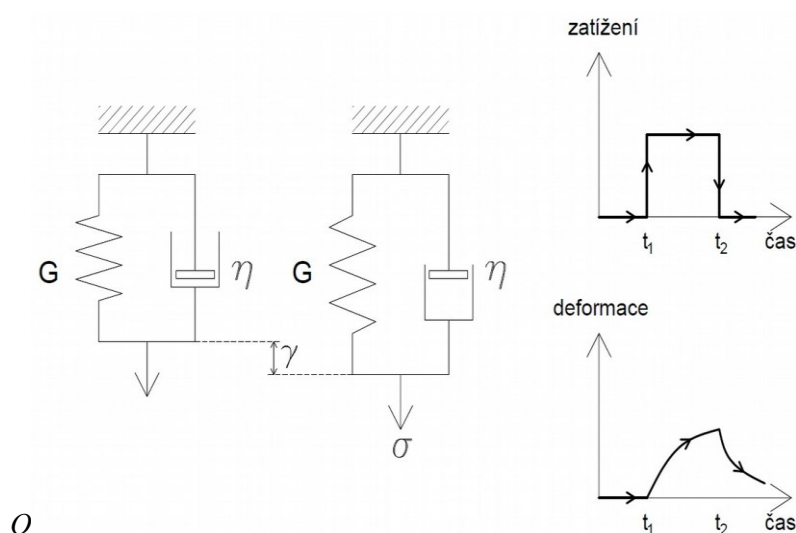 zatížení
t₁
t₂
čas
G
η
G
η
γ
σ
deformace
t₁
t₂
čas
O